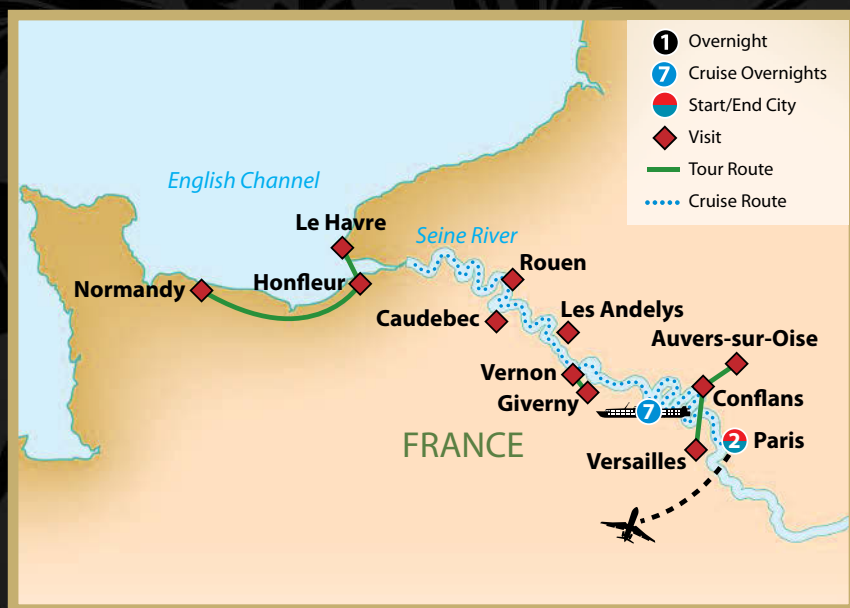 1 Overnight
7 Cruise Overnights
Start/End City
Visit
Tour Route
Cruise Route
English Channel
Le Havre
Seine River
Normandy
Honfleur
Rouen
Caudebec
Les Andelys
Auvers-sur-Oise
Vernon
Giverny
Conflans
7
FRANCE
Versailles
2 Paris